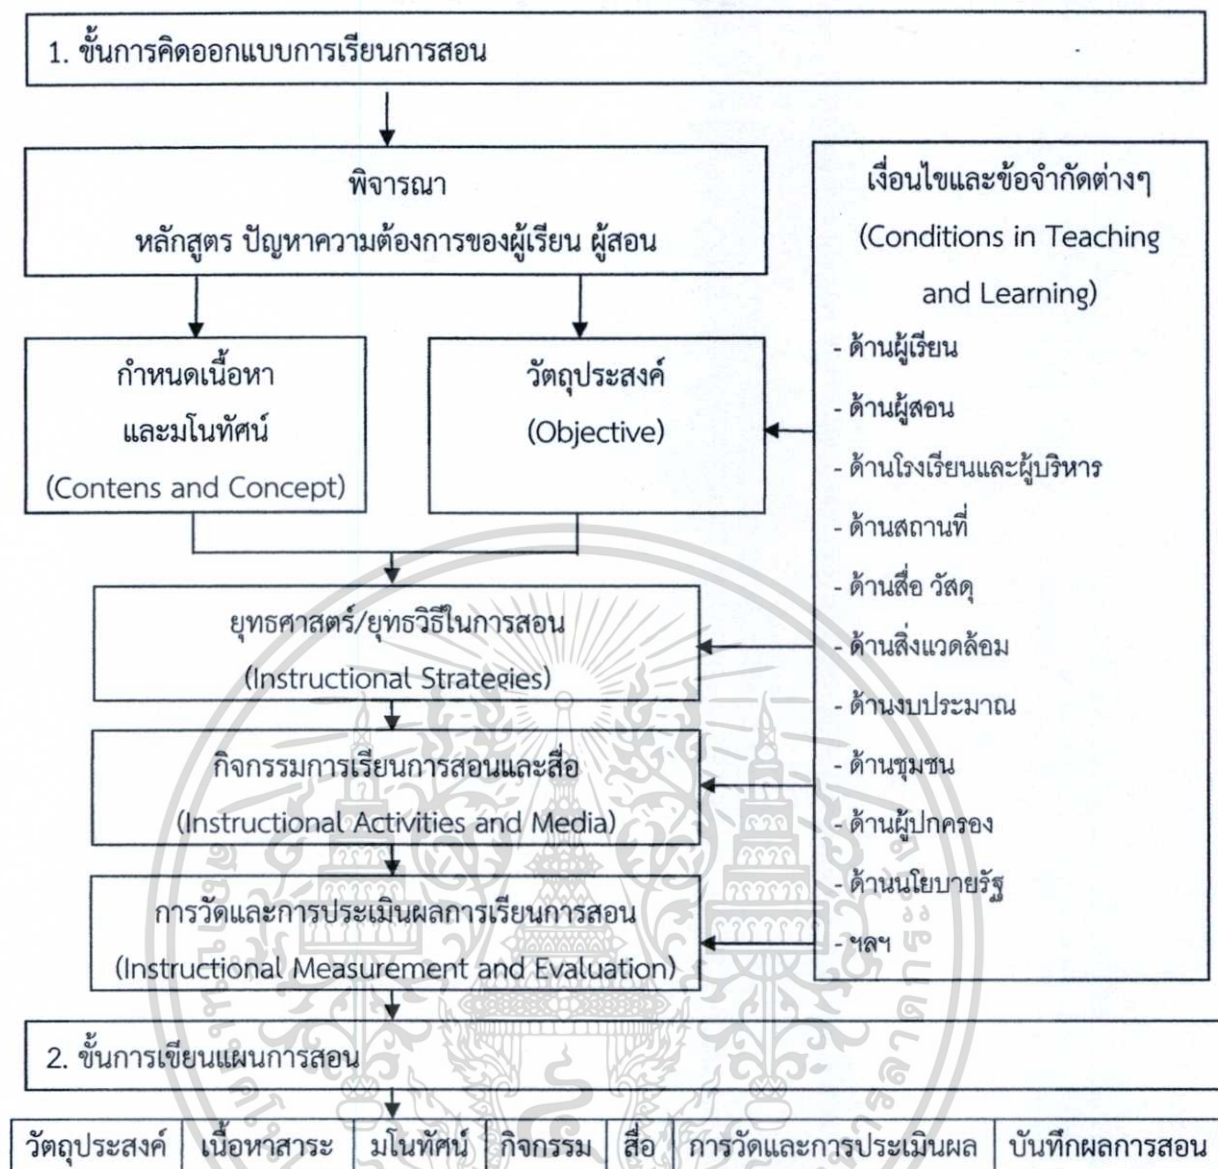 1. ขั้นการคิดออกแบบการเรียนการสอน
พิจารณา
หลักสูตร ปัญหาความต้องการของผู้เรียน ผู้สอน
กำหนดเนื้อหา
และมโนทัศน์
(Contens and Concept)
วัตถุประสงค์
(Objective)
เงื่อนไขและข้อจำกัดต่างๆ
(Conditions in Teaching
and Learning)
- ด้านผู้เรียน
- ด้านผู้สอน
- ด้านโรงเรียนและผู้บริหาร
- ด้านสถานที่
- ด้านสื่อ วัสดุ
- ด้านสิ่งแวดล้อม
- ด้านงบประมาณ
- ด้านชุมชน
- ด้านผู้ปกครอง
- ด้านนโยบายรัฐ
- ฯลฯ
ยุทธศาสตร์/ยุทธวิธีในการสอน
(Instructional Strategies)
กิจกรรมการเรียนการสอนและสื่อ
(Instructional Activities and Media)
การวัดและการประเมินผลการเรียนการสอน
(Instructional Measurement and Evaluation)
2. ขั้นการเขียนแผนการสอน
วัตถุประสงค์ เนื้อหาสาระ มโนทัศน์ กิจกรรม สื่อ การวัดและการประเมินผล บันทึกผลการสอน